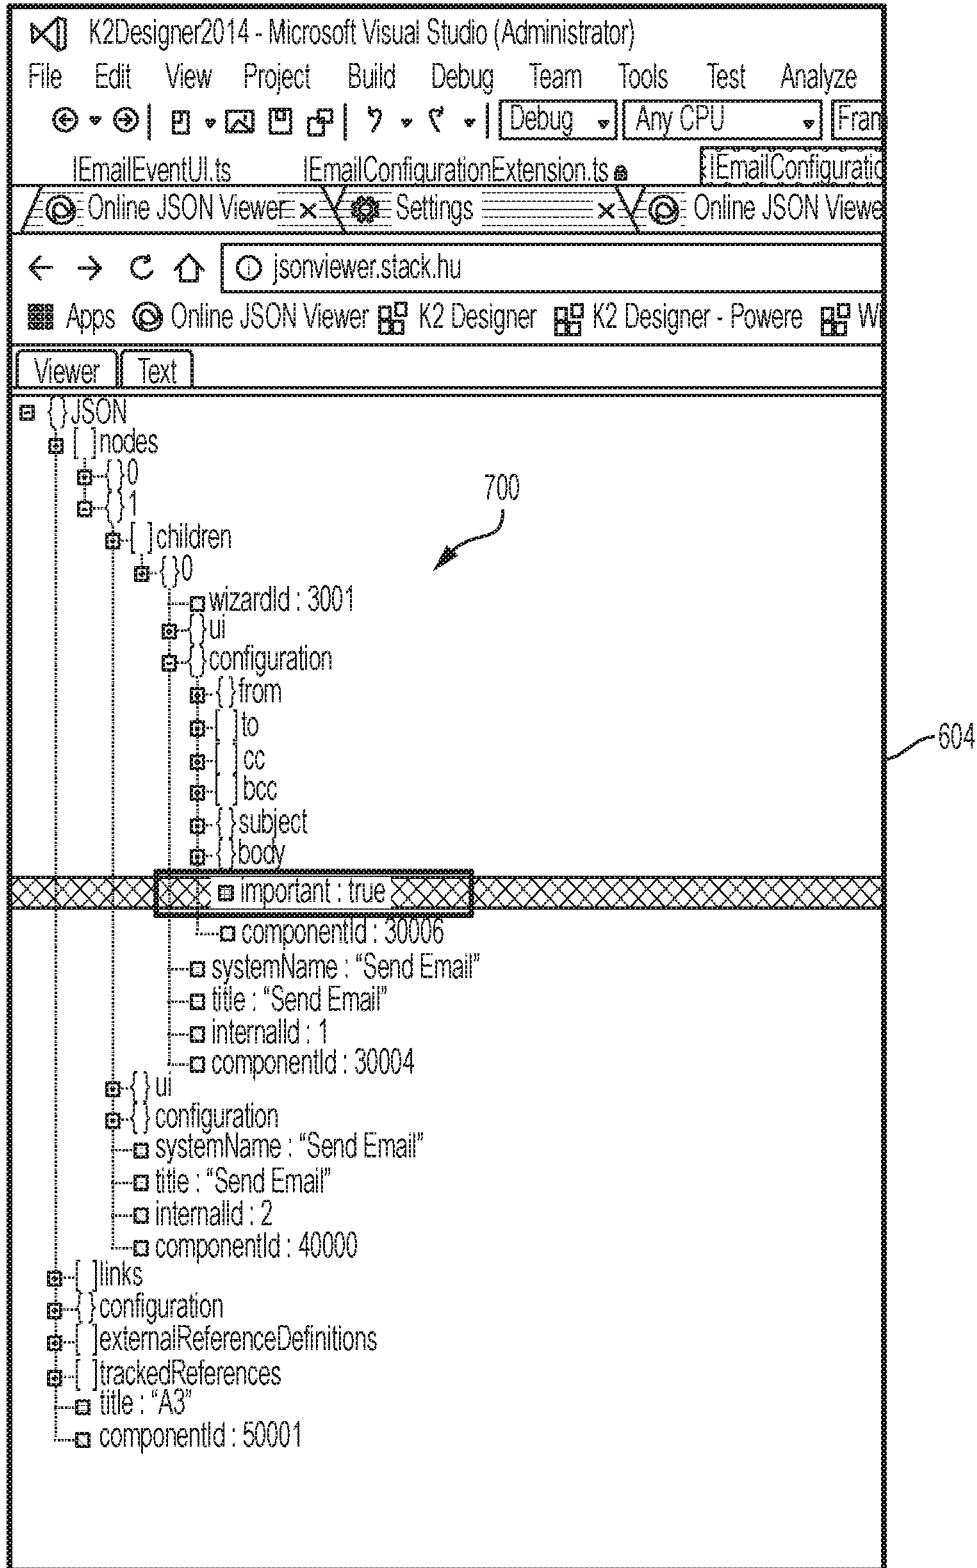 K2Designer2014 - Microsoft Visual Studio (Administrator)
File Edit View Project Build Debug Team Tools Test Analyze
Debug Any CPU Fram
IEmailEventUI.ts IEmailConfigurationExtension.ts IEmailConfiguratio
Online JSON Viewer × Settings × Online JSON Viewe
jsonviewer.stack.hu
Apps Online JSON Viewer K2 Designer K2 Designer - Powere Wi
Viewer Text
{ } JSON
[ ] nodes
{ } 0
{ } 1
[ ] children
{ } 0
wizardId : 3001
{ } ui
{ } configuration
{ } from
[ ] to
[ ] cc
[ ] bcc
{ } subject
{ } body
important : true
componentId : 30006
systemName : “Send Email”
title : “Send Email”
internalId : 1
componentId : 30004
{ } ui
{ } configuration
systemName : “Send Email”
title : “Send Email”
internalId : 2
componentId : 40000
[ ] links
{ } configuration
[ ] externalReferenceDefinitions
[ ] trackedReferences
title : “A3”
componentId : 50001
700
604